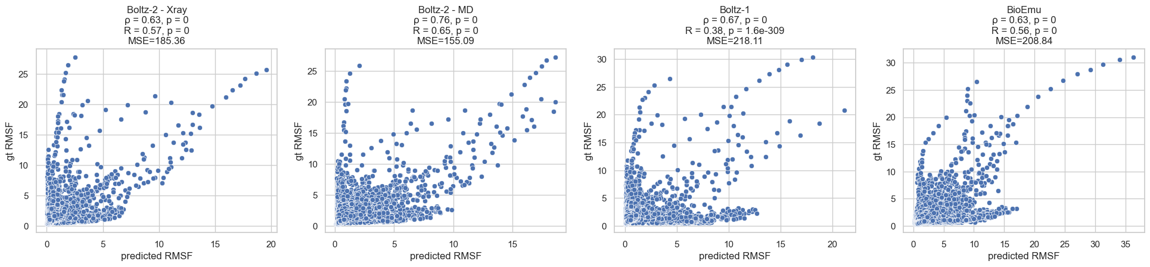 Boltz-2 - Xray
ρ = 0.63, p = 0
R = 0.57, p = 0
MSE=185.36
gt RMSF
25
20
15
10
5
0
0 5 10 15 20
predicted RMSF
Boltz-2 - MD
ρ = 0.76, p = 0
R = 0.65, p = 0
MSE=155.09
gt RMSF
25
20
15
10
5
0
0 5 10 15
predicted RMSF
Boltz-1
ρ = 0.67, p = 0
R = 0.38, p = 1.6e-309
MSE=218.11
gt RMSF
30
25
20
15
10
5
0
0 5 10 15 20
predicted RMSF
BioEmu
ρ = 0.63, p = 0
R = 0.56, p = 0
MSE=208.84
gt RMSF
30
25
20
15
10
5
0
0 5 10 15 20 25 30 35
predicted RMSF